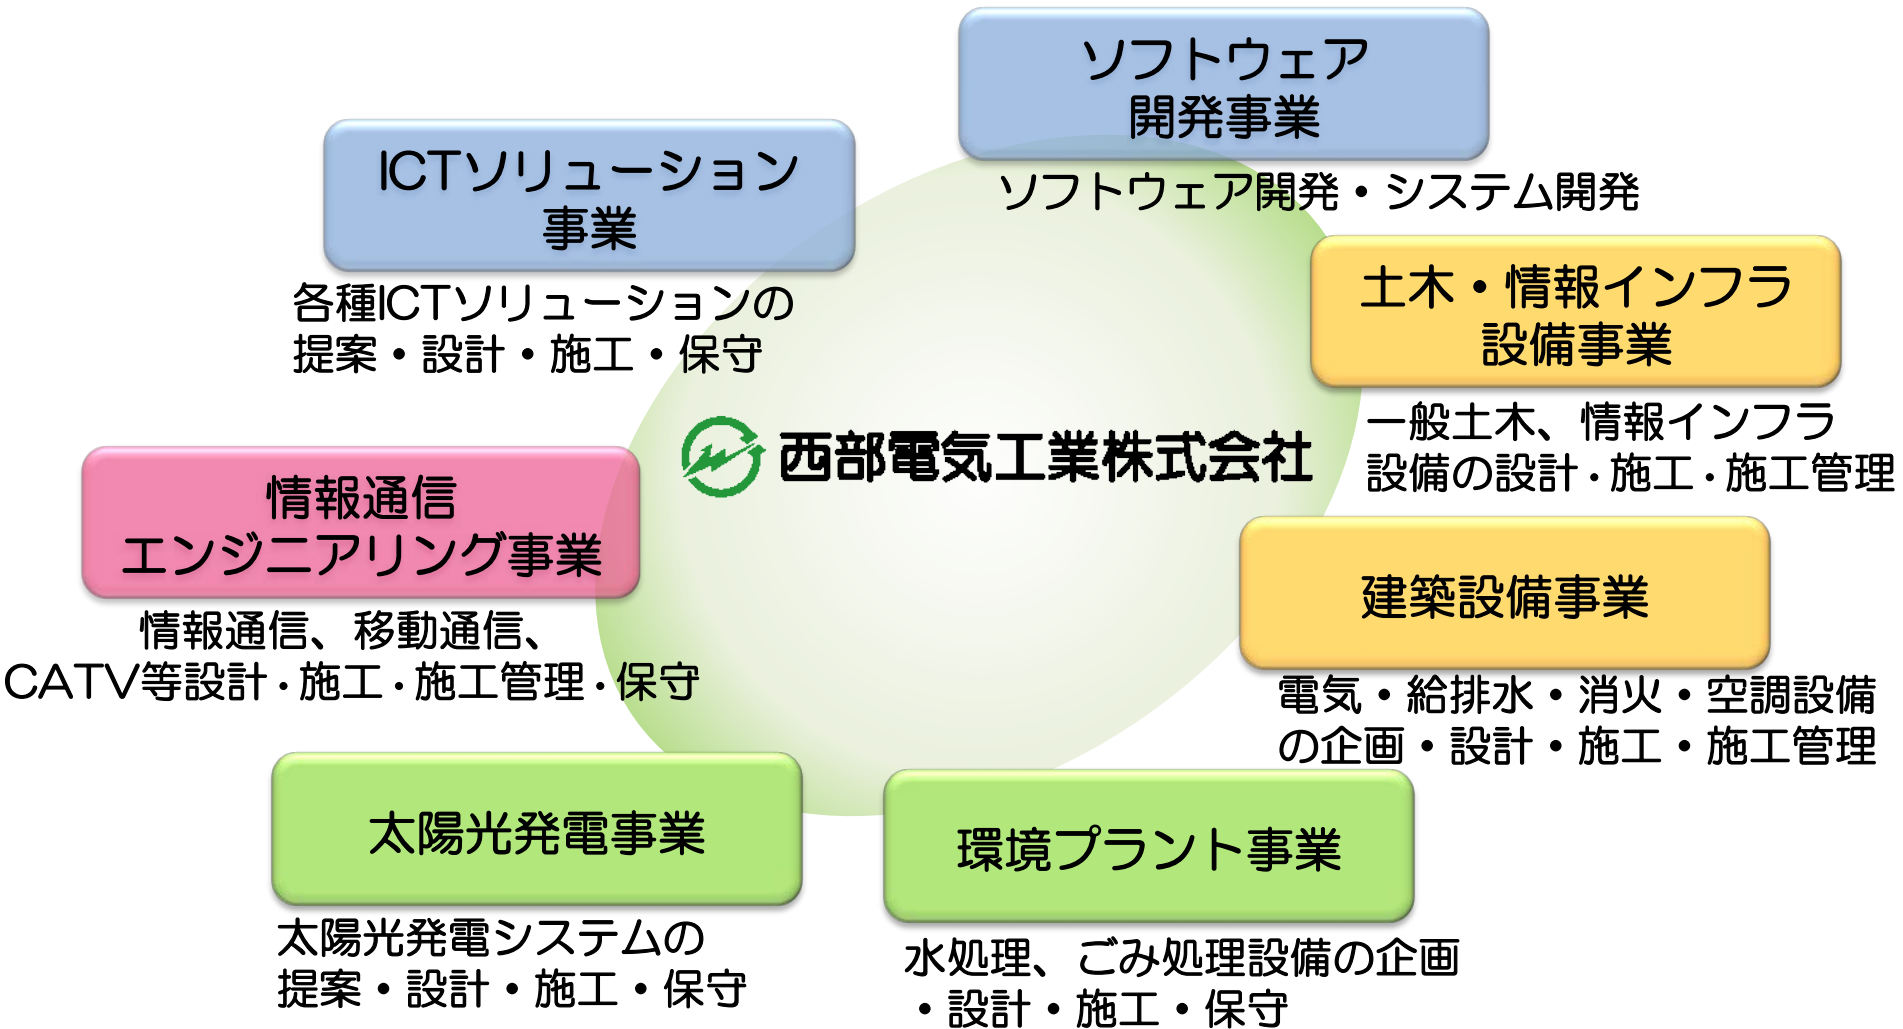 ソフトウェア
開発事業
ソフトウェア開発・システム開発
ICTソリューション
事業
各種ICTソリューションの
提案・設計・施工・保守
土木・情報インフラ
設備事業
一般土木、情報インフラ
設備の設計・施工・施工管理
西部電気工業株式会社
情報通信
エンジニアリング事業
情報通信、移動通信、
CATV等設計・施工・施工管理・保守
建築設備事業
電気・給排水・消火・空調設備
の企画・設計・施工・施工管理
太陽光発電事業
太陽光発電システムの
提案・設計・施工・保守
環境プラント事業
水処理、ごみ処理設備の企画
・設計・施工・保守